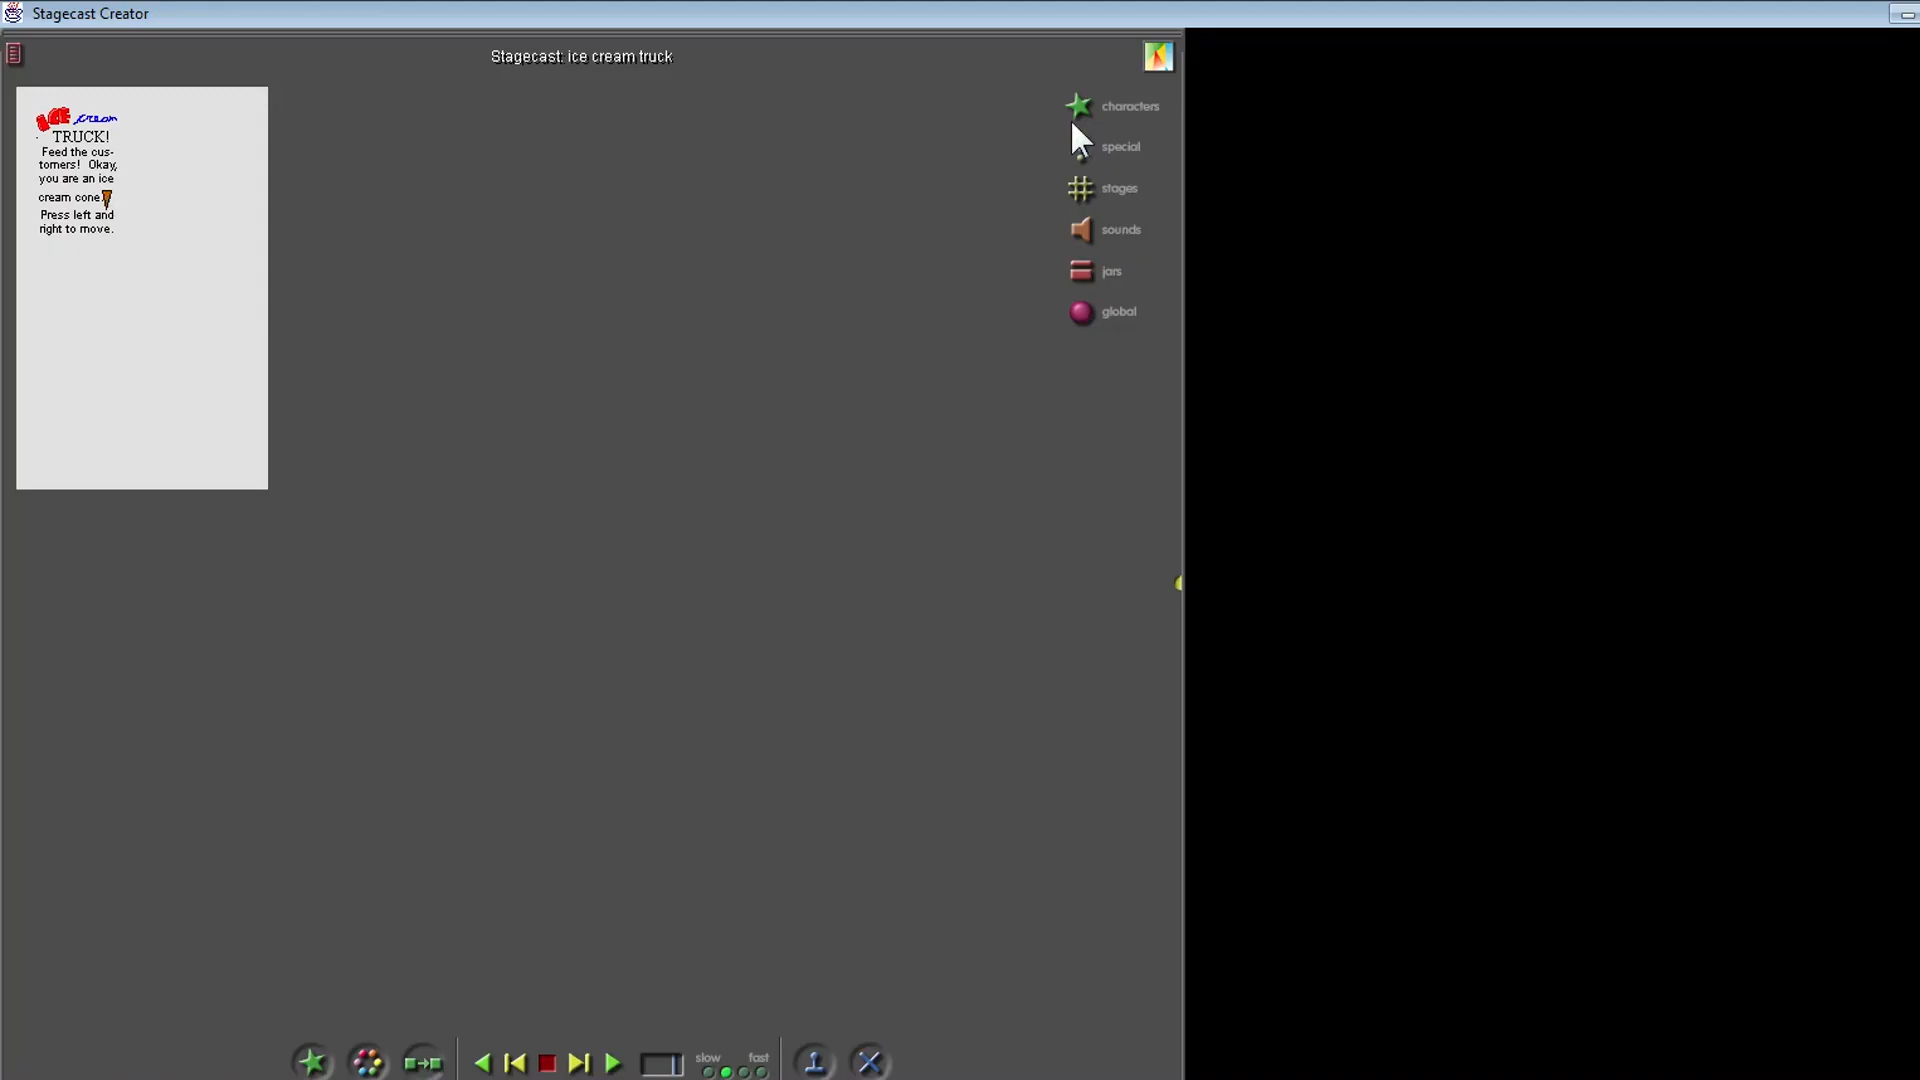 Stagecast Creator
Stagecast: ice cream truck
ICE cream
TRUCK!
Feed the cus-
tomers! Okay,
you are an ice
cream cone
Press left and
right to move.
characters
special
stages
sounds
jars
global
slow fast